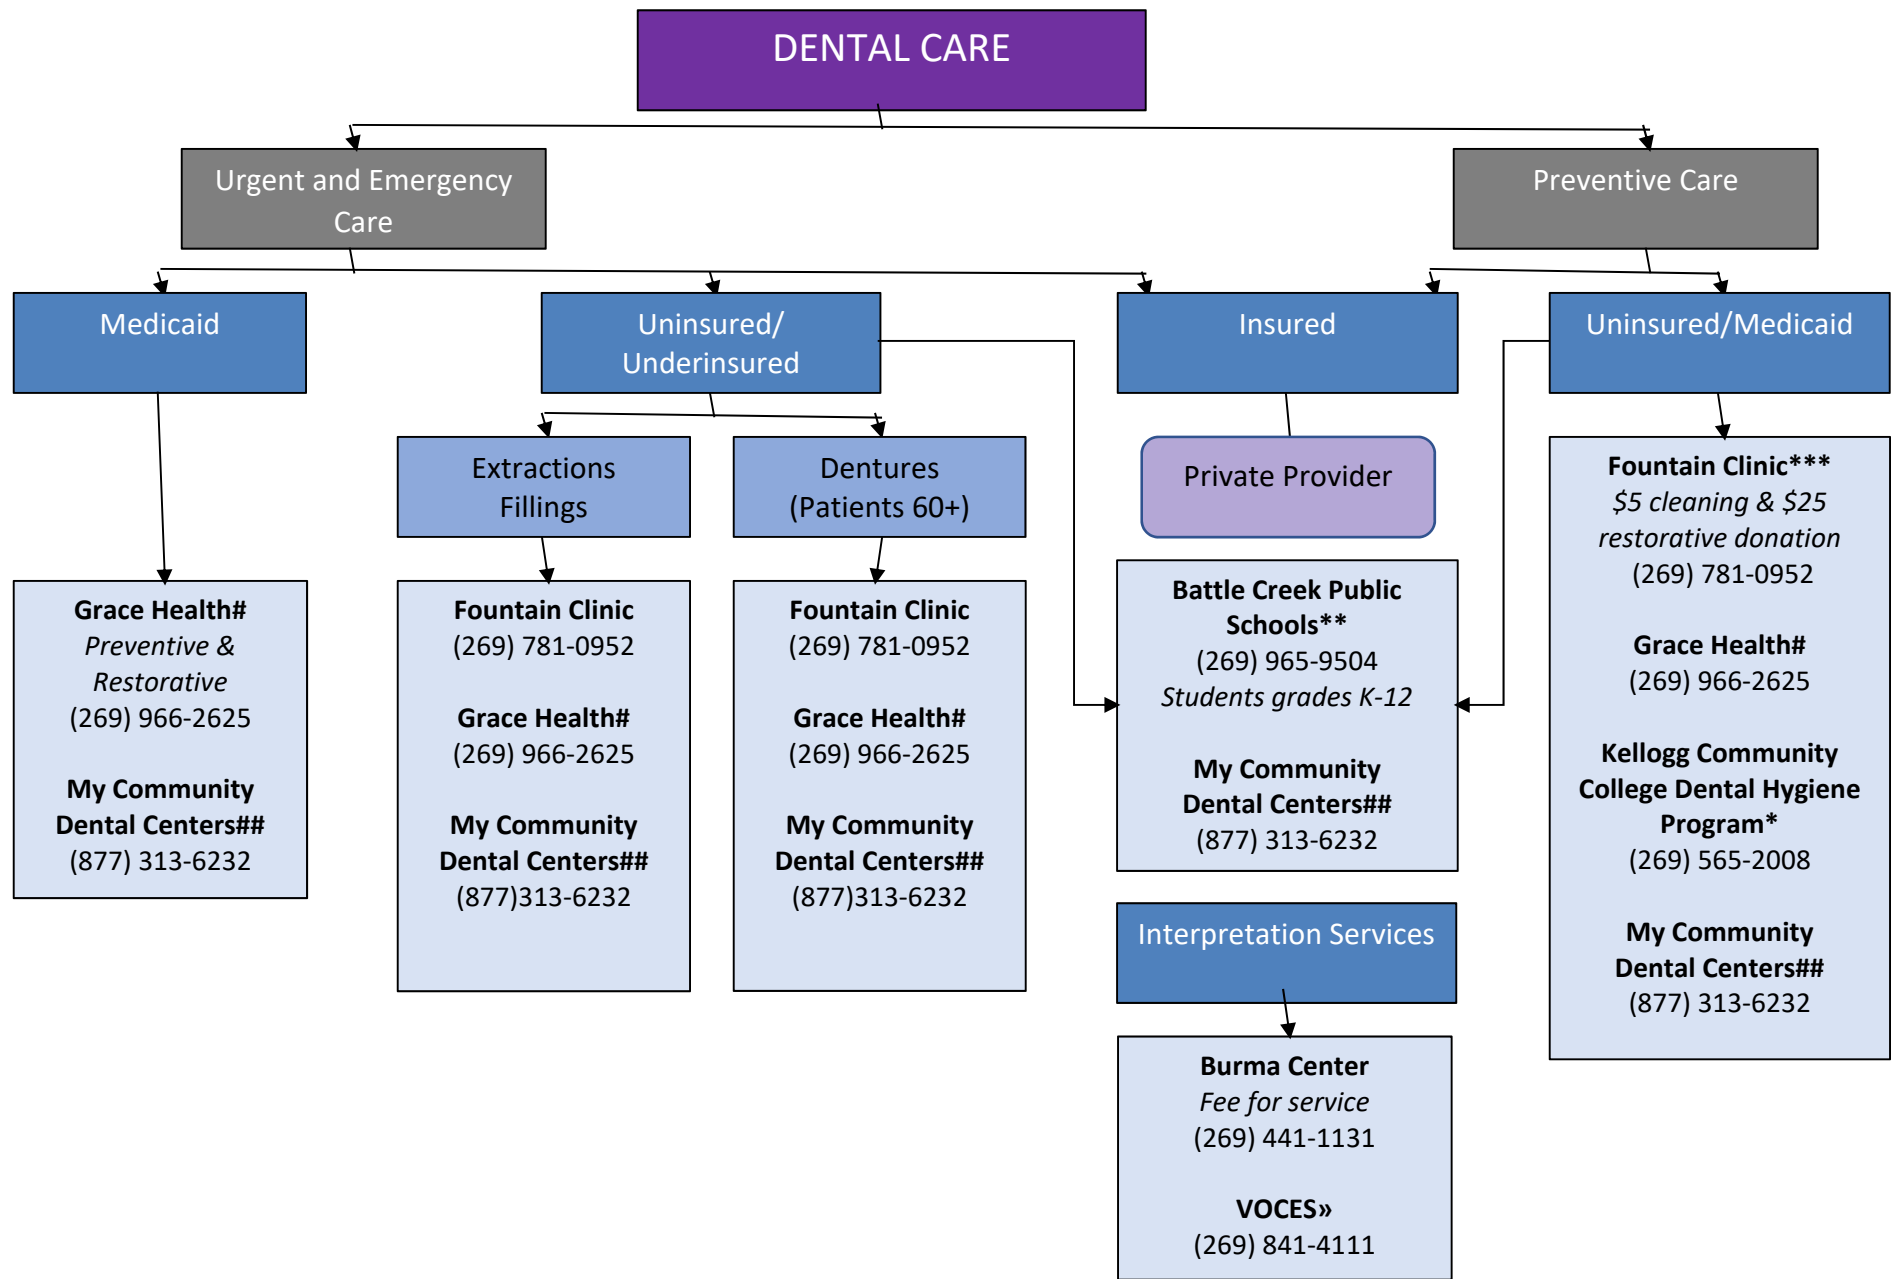 DENTAL CARE
Urgent and Emergency
Care
Preventive Care
Medicaid
Uninsured/
Underinsured
Insured
Uninsured/Medicaid
Extractions
Fillings
Dentures
(Patients 60+)
Private Provider
Grace Health#
Preventive &
Restorative
(269) 966-2625
My Community
Dental Centers##
(877) 313-6232
Fountain Clinic
(269) 781-0952
Grace Health#
(269) 966-2625
My Community
Dental Centers##
(877)313-6232
Fountain Clinic
(269) 781-0952
Grace Health#
(269) 966-2625
My Community
Dental Centers##
(877)313-6232
Battle Creek Public
Schools**
(269) 965-9504
Students grades K-12
My Community
Dental Centers##
(877) 313-6232
Fountain Clinic***
$5 cleaning & $25
restorative donation
(269) 781-0952
Grace Health#
(269) 966-2625
Kellogg Community
College Dental Hygiene
Program*
(269) 565-2008
My Community
Dental Centers##
(877) 313-6232
Interpretation Services
Burma Center
Fee for service
(269) 441-1131
VOCES»
(269) 841-4111